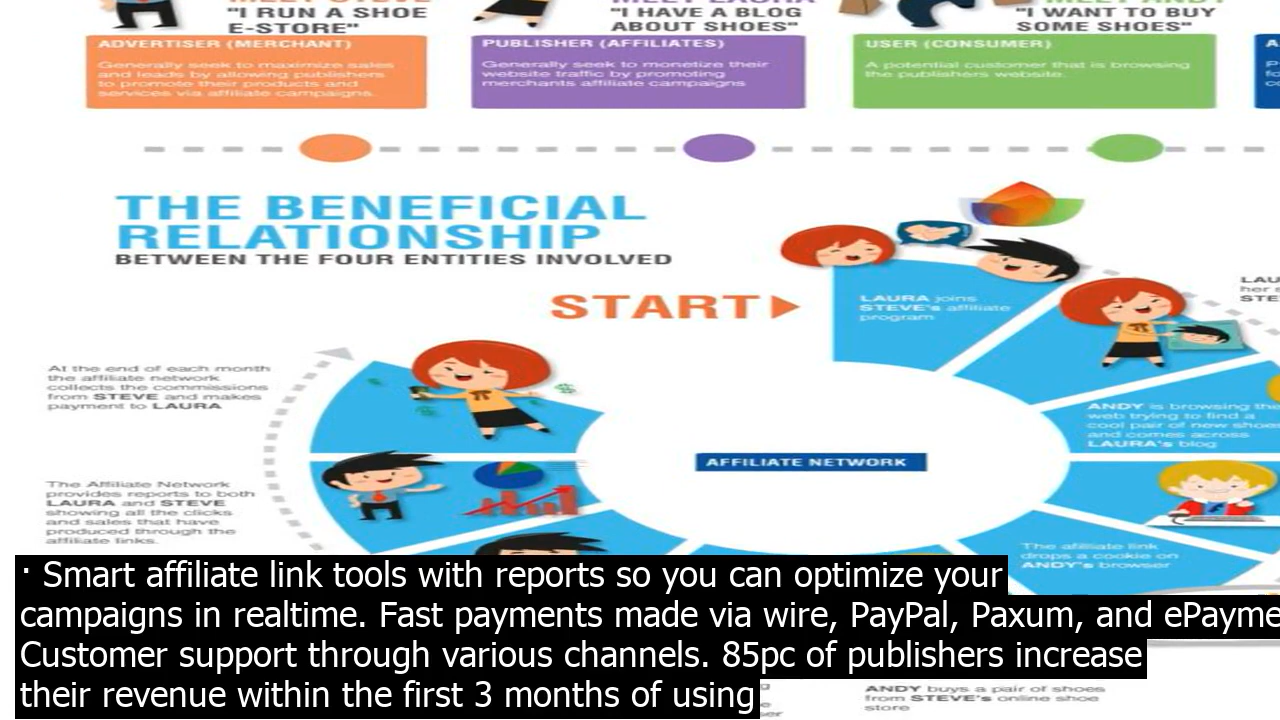 "I RUN A SHOE
E-STORE"
"I HAVE A BLOG
ABOUT SHOES"
"I WANT TO BUY
SOME SHOES"
ADVERTISER (MERCHANT)
Generally seek to maximize sales
and leads by allowing publishers
to promote their products and
services via affiliate campaigns.
PUBLISHER (AFFILIATES)
Generally seek to monetize their
website traffic by promoting
merchants affiliate campaigns
USER (CONSUMER)
A potential customer that is browsing
the publishers website.
THE BENEFICIAL
RELATIONSHIP
BETWEEN THE FOUR ENTITIES INVOLVED
START
LAURA joins
STEVE's affiliate
program
At the end of each month
the affiliate network
collects the commissions
from STEVE and makes
payment to LAURA
ANDY is browsing the
web trying to find a
cool pair of new shoes
and comes across
LAURA's blog
AFFILIATE NETWORK
The Affiliate Network
provides reports to both
LAURA and STEVE
showing all the clicks
and sales that have
produced through the
affiliate links.
The affiliate link
drops a cookie on
ANDY's browser
· Smart affiliate link tools with reports so you can optimize your
campaigns in realtime. Fast payments made via wire, PayPal, Paxum, and ePayme
Customer support through various channels. 85pc of publishers increase
their revenue within the first 3 months of using
ANDY buys a pair of shoes
from STEVE's online shoe
store